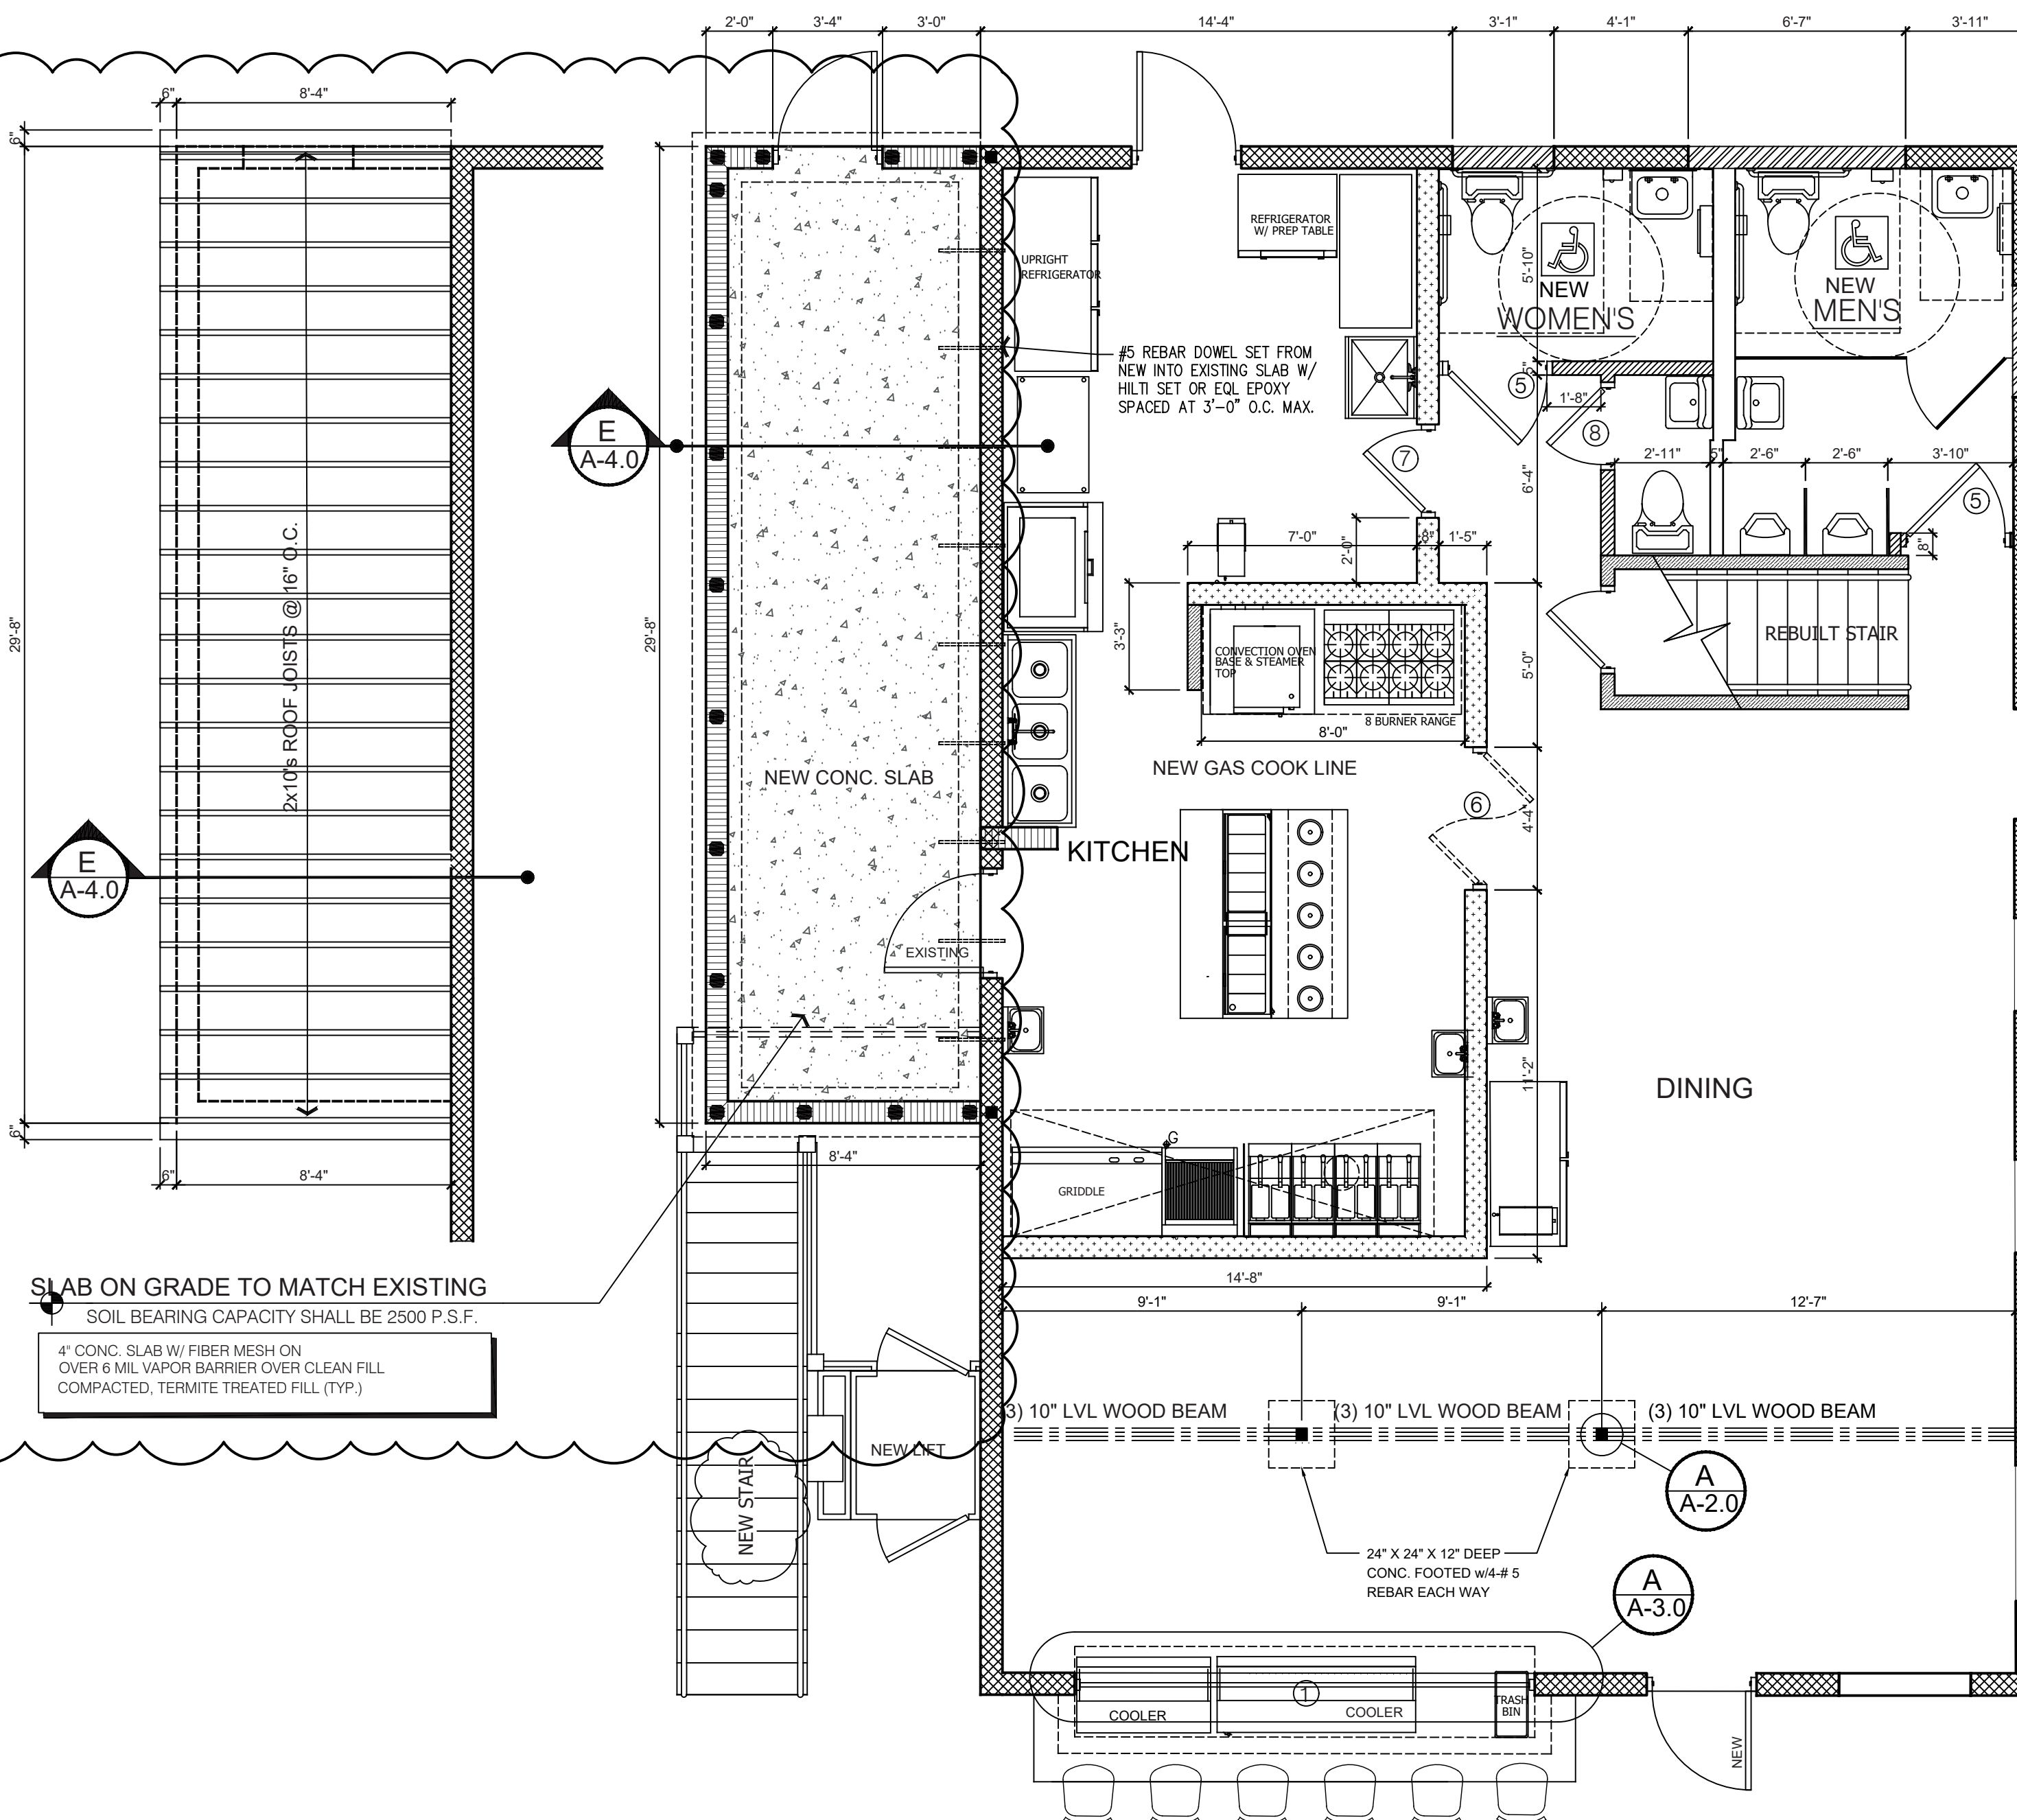 2'-0" 3'-4" 3'-0" 14'-4" 3'-1" 4'-1" 6'-7" 3'-11"
6" 8'-4"
6"
29'-8"
6"
2x10's ROOF JOISTS @ 16" O.C.
E
A-4.0
6" 8'-4"
29'-8"
E
A-4.0
NEW CONC. SLAB
EXISTING
8'-4"
UPRIGHT
REFRIGERATOR
REFRIGERATOR
W/ PREP TABLE
#5 REBAR DOWEL SET FROM
NEW INTO EXISTING SLAB W/
HILTI SET OR EQL EPOXY
SPACED AT 3'-0" O.C. MAX.
NEW
WOMEN'S
NEW
MEN'S
5'-10"
5"
5
1'-8"
8
7
6'-4"
2'-11" 5" 2'-6" 2'-6" 3'-10"
5
8"
7'-0" 8" 1'-5"
2'-0"
3'-3"
CONVECTION OVEN
BASE & STEAMER
TOP
8 BURNER RANGE
8'-0"
5'-0"
REBUILT STAIR
NEW GAS COOK LINE
6
4'-4"
KITCHEN
DINING
11'-2"
G
GRIDDLE
14'-8"
9'-1" 9'-1" 12'-7"
SLAB ON GRADE TO MATCH EXISTING
SOIL BEARING CAPACITY SHALL BE 2500 P.S.F.
4" CONC. SLAB W/ FIBER MESH ON
OVER 6 MIL VAPOR BARRIER OVER CLEAN FILL
COMPACTED, TERMITE TREATED FILL (TYP.)
(3) 10" LVL WOOD BEAM (3) 10" LVL WOOD BEAM (3) 10" LVL WOOD BEAM
NEW LIFT
NEW STAIR
A
A-2.0
24" X 24" X 12" DEEP
CONC. FOOTED w/4-# 5
REBAR EACH WAY
A
A-3.0
1
COOLER
COOLER
TRASH
BIN
NEW